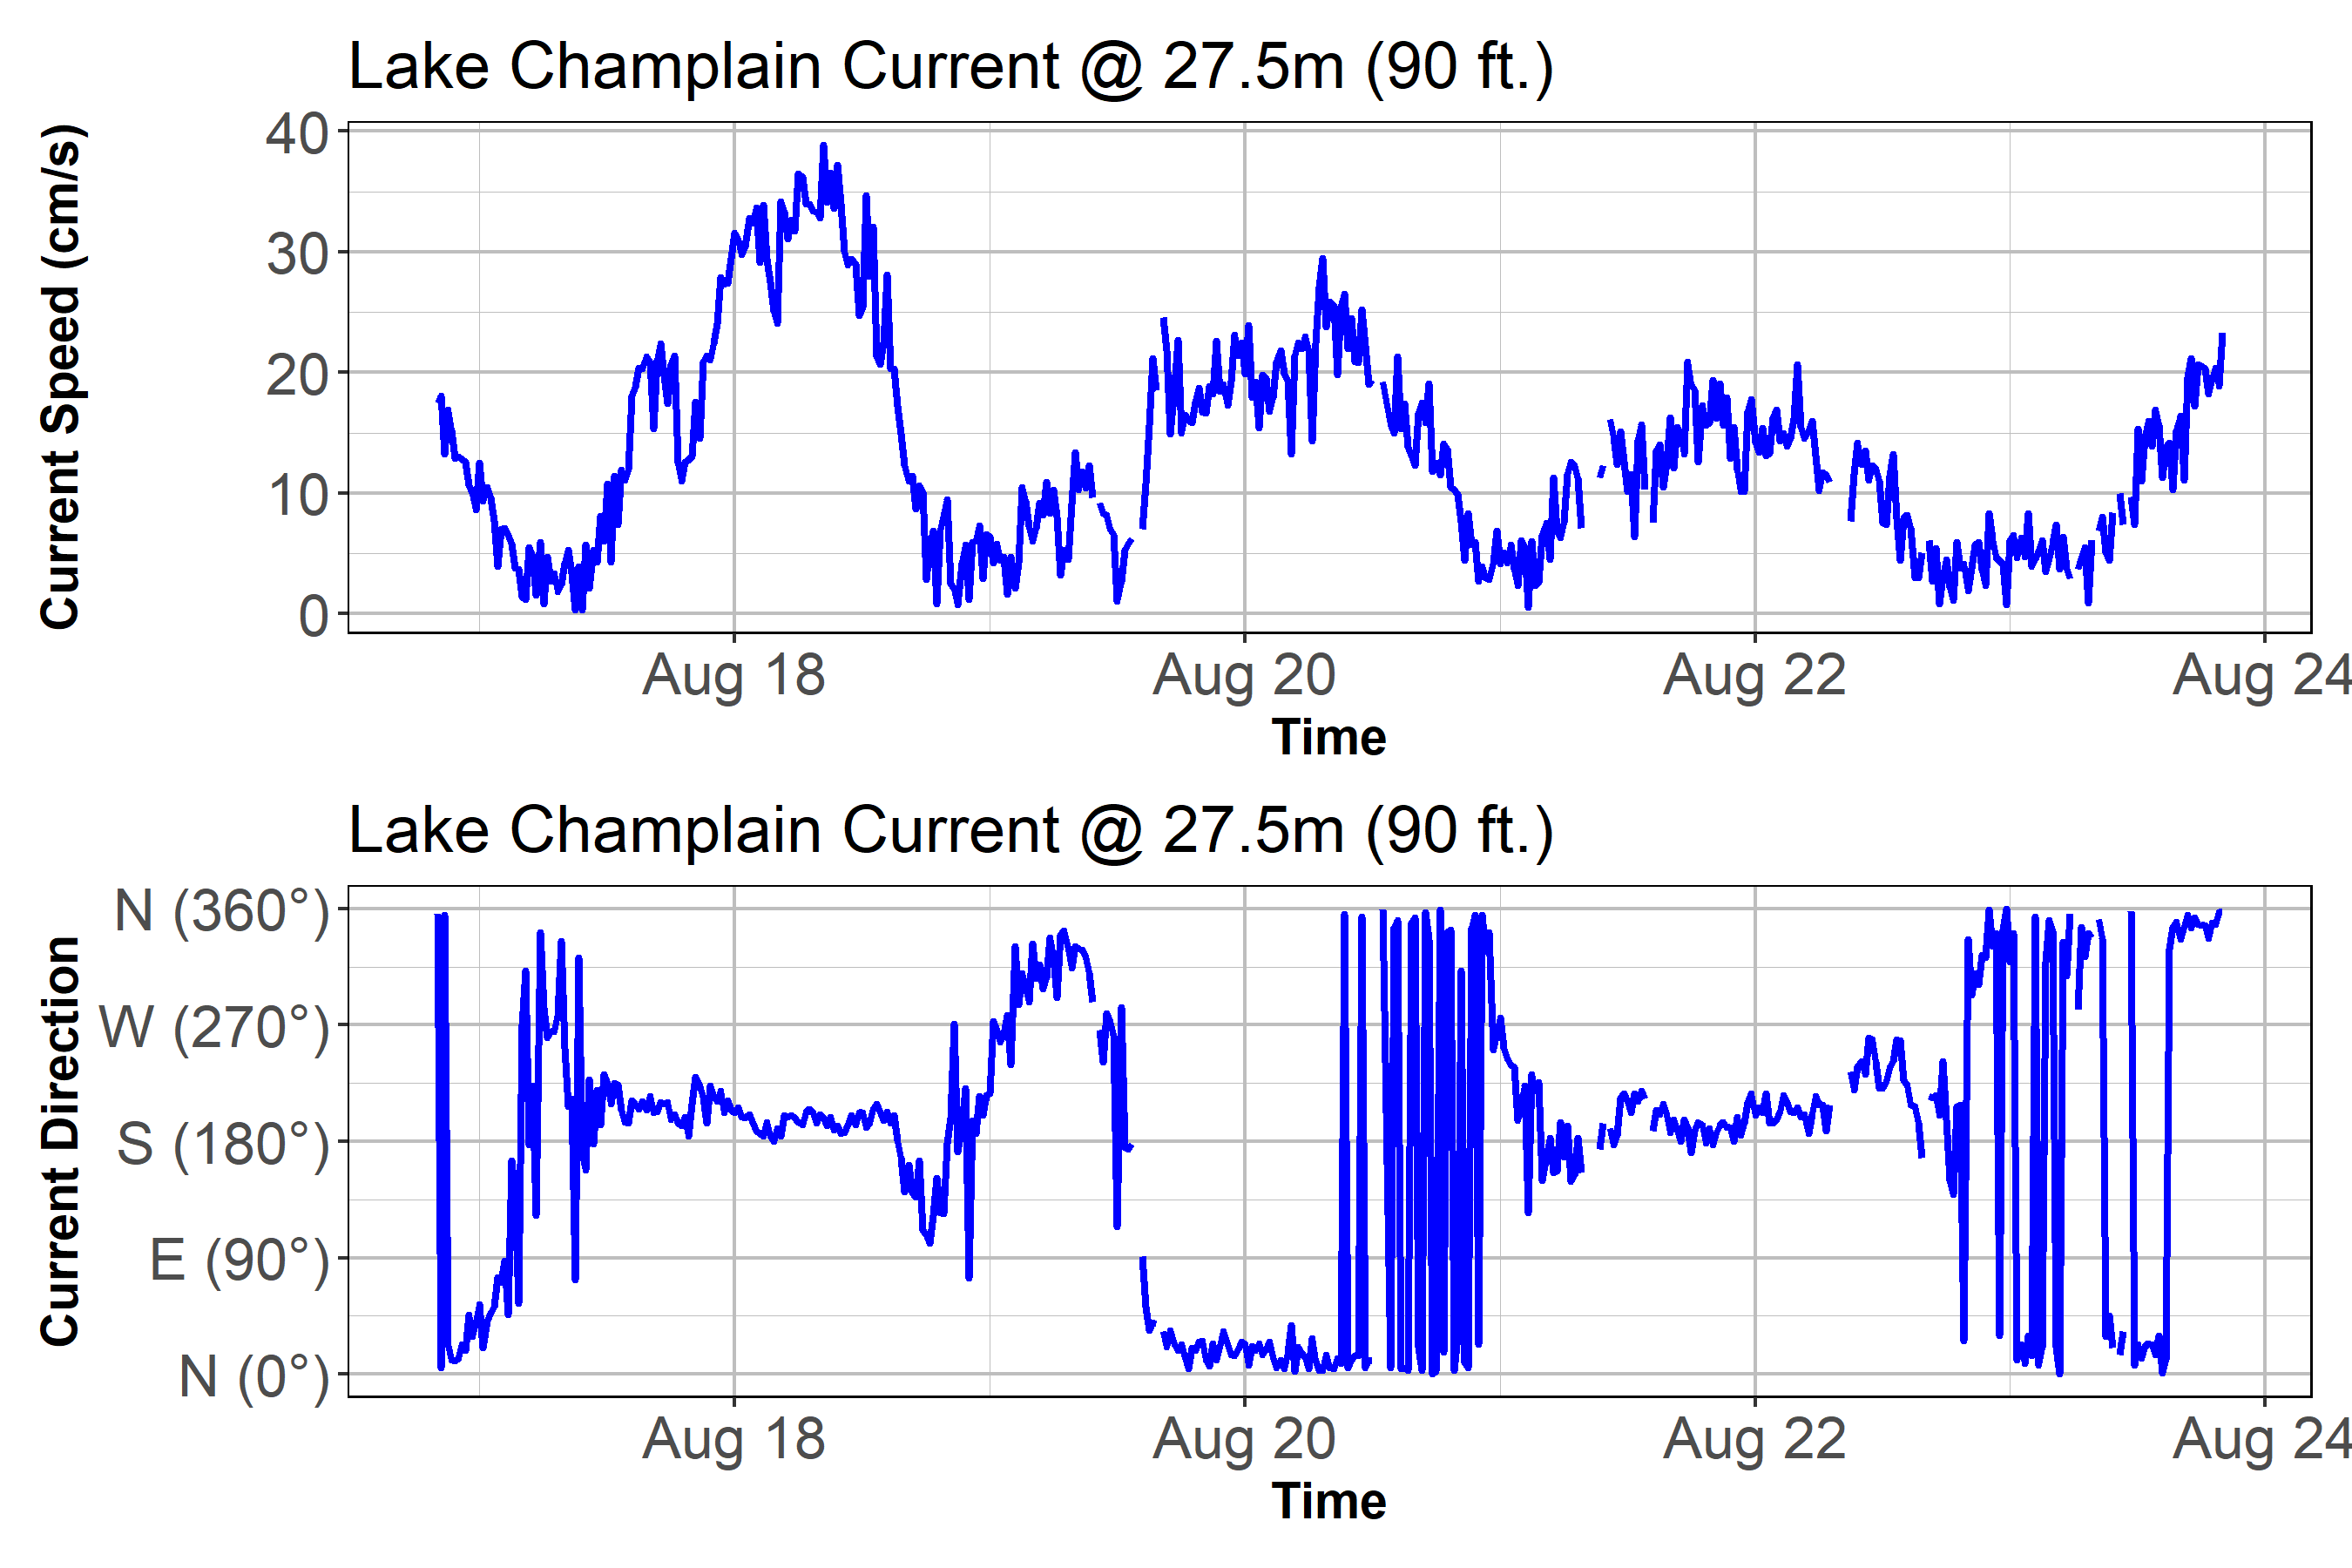 Lake Champlain Current @ 27.5m (90 ft.)
Current Speed (cm/s)
40
30
20
10
0
Aug 18 Aug 20 Aug 22 Aug 24
Time
Lake Champlain Current @ 27.5m (90 ft.)
Current Direction
N (360°)
W (270°)
S (180°)
E (90°)
N (0°)
Aug 18 Aug 20 Aug 22 Aug 24
Time